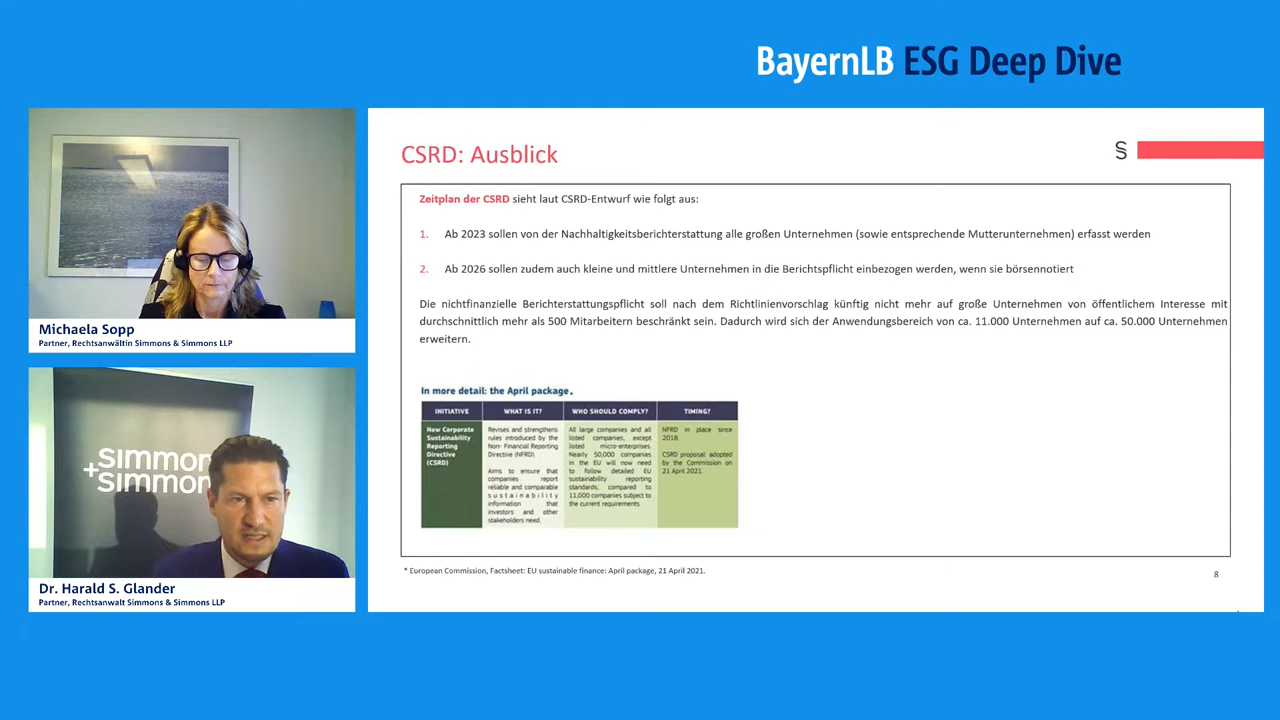 BayernLB ESG Deep Dive
Michaela Sopp
Partner, Rechtsanwältin Simmons & Simmons LLP
+Simmon
+Simmon
Dr. Harald S. Glander
Partner, Rechtsanwalt Simmons & Simmons LLP
CSRD: Ausblick
Zeitplan der CSRD sieht laut CSRD-Entwurf wie folgt aus:
1. Ab 2023 sollen von der Nachhaltigkeitsberichterstattung alle großen Unternehmen (sowie entsprechende Mutterunternehmen) erfasst werden
2. Ab 2026 sollen zudem auch kleine und mittlere Unternehmen in die Berichtspflicht einbezogen werden, wenn sie börsennotiert
Die nichtfinanzielle Berichterstattungspflicht soll nach dem Richtlinienvorschlag künftig nicht mehr auf große Unternehmen von öffentlichem Interesse mit
durchschnittlich mehr als 500 Mitarbeitern beschränkt sein. Dadurch wird sich der Anwendungsbereich von ca. 11.000 Unternehmen auf ca. 50.000 Unternehmen
erweitern.
In more detail: the April package.
INITIATIVE
New Corporate
Sustainability
Reporting
Directive
(CSRD)
WHAT IS IT?
Revises and strengthens
rules introduced by the
Non- Financial Reporting
Directive (NFRD).
Aims to ensure that
companies report
reliable and comparable
sustainability
information that
investors and other
stakeholders need.
WHO SHOULD COMPLY?
All large companies and all
listed companies, except
listed micro-enterprises.
Nearly 50,000 companies
in the EU will now need
to follow detailed EU
sustainability reporting
standards, compared to
11,000 companies subject to
the current requirements.
TIMING?
NFRD in place since
2018.
CSRD proposal: adopted
by the Commission on
21 April 2021.
* European Commission, Factsheet: EU sustainable finance: April package, 21 April 2021.
8